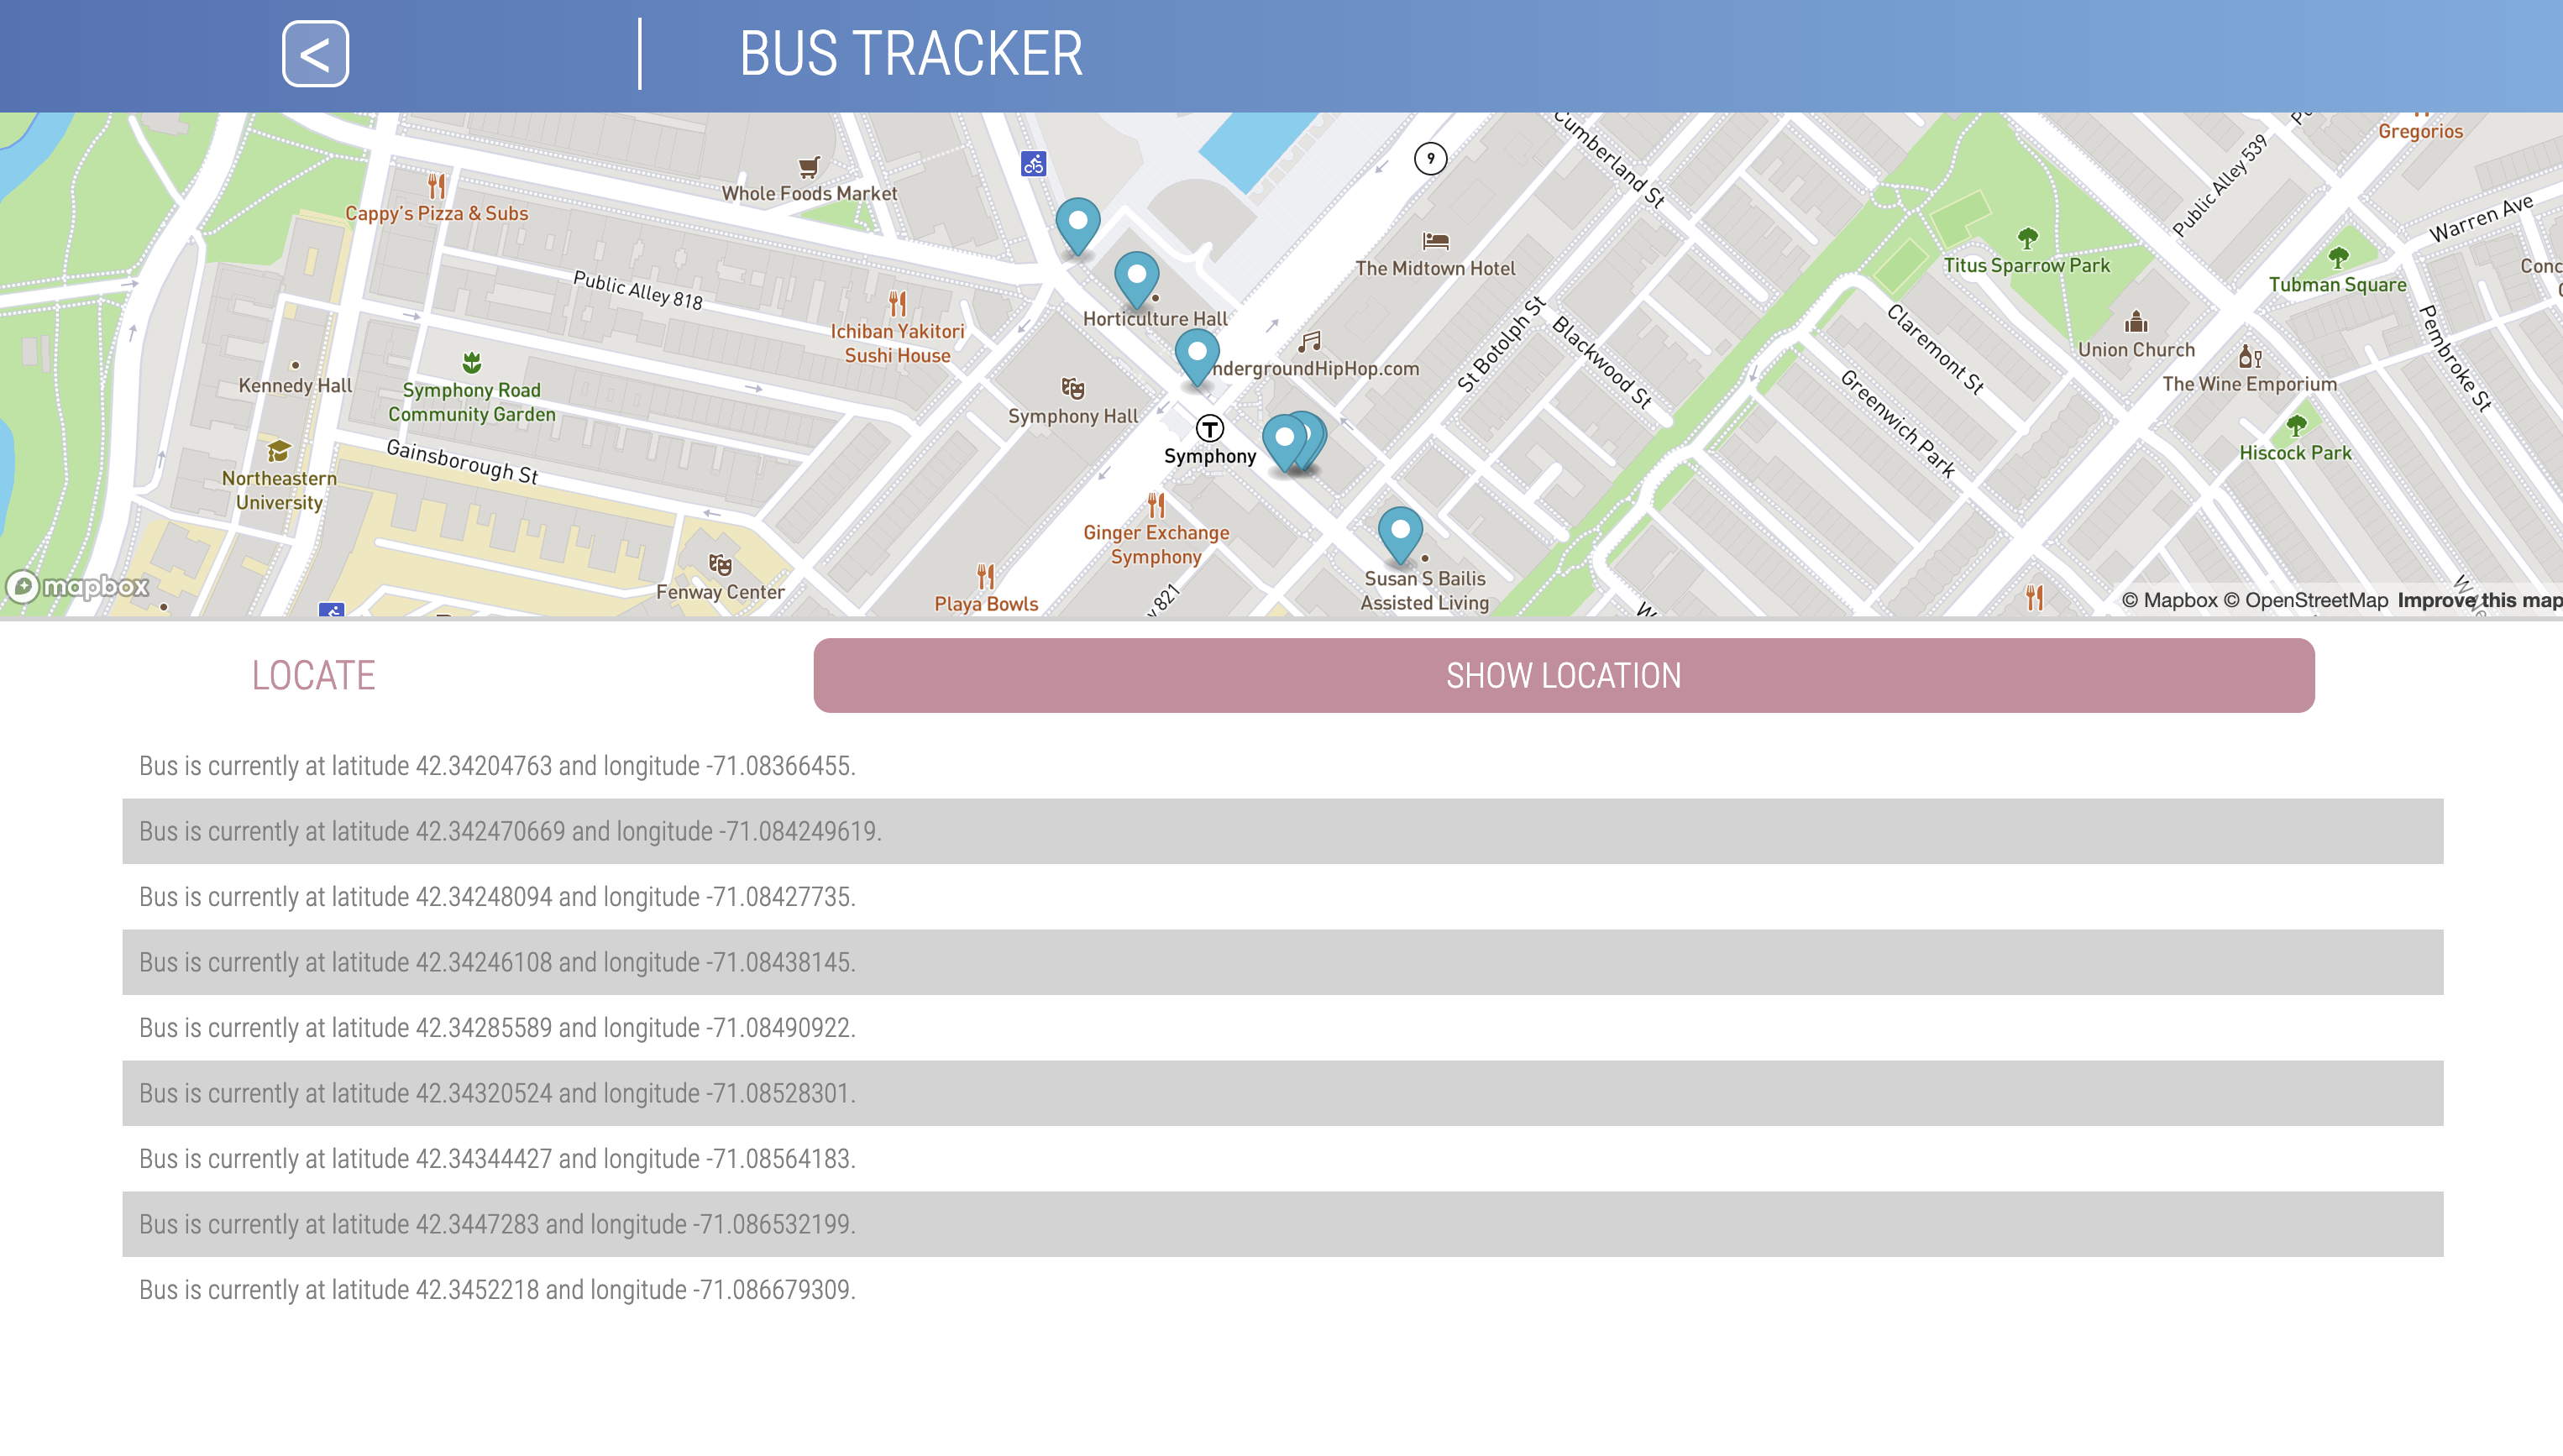 <
BUS TRACKER
Cumberland St
9
Gregorios
Public Alley 539
Whole Foods Market
Cappy's Pizza & Subs
Warren Ave
The Midtown Hotel
Titus Sparrow Park
Tubman Square
Public Alley 818
Horticulture Hall
Ichiban Yakitori
Sushi House
St Botolph St
Blackwood St
Claremont St
Union Church
Pembroke St
ndergroundHipHop.com
Kennedy Hall
Symphony Road
Community Garden
Symphony Hall
The Wine Emporium
Greenwich Park
T
Symphony
Gainsborough St
Hiscock Park
Northeastern
University
Ginger Exchange
Symphony
Fenway Center
Playa Bowls
Susan S Bailis
Assisted Living
821
mapbox
© Mapbox © OpenStreetMap Improve this map
LOCATE
SHOW LOCATION
Bus is currently at latitude 42.34204763 and longitude -71.08366455.
Bus is currently at latitude 42.342470669 and longitude -71.084249619.
Bus is currently at latitude 42.34248094 and longitude -71.08427735.
Bus is currently at latitude 42.34246108 and longitude -71.08438145.
Bus is currently at latitude 42.34285589 and longitude -71.08490922.
Bus is currently at latitude 42.34320524 and longitude -71.08528301.
Bus is currently at latitude 42.34344427 and longitude -71.08564183.
Bus is currently at latitude 42.3447283 and longitude -71.086532199.
Bus is currently at latitude 42.3452218 and longitude -71.086679309.